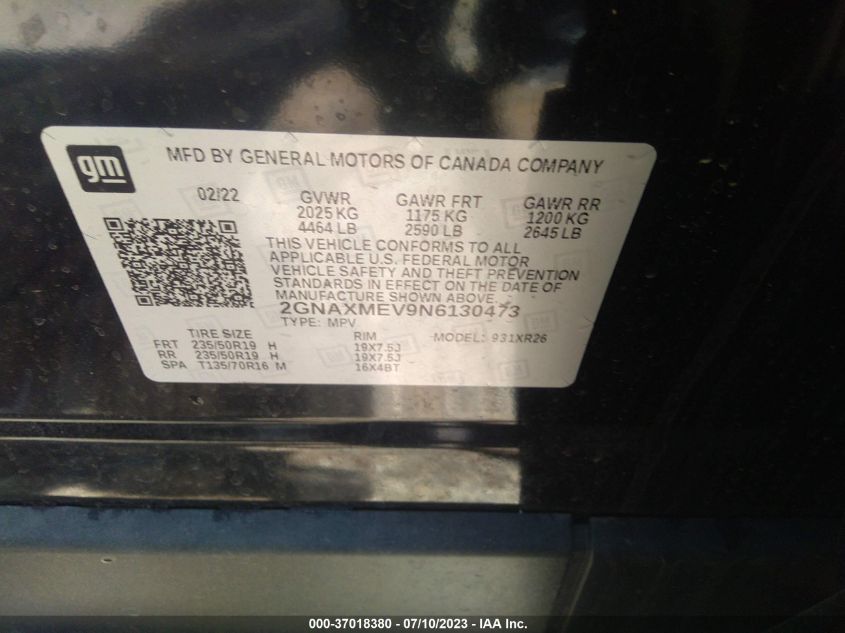 gm
MFD BY GENERAL MOTORS OF CANADA COMPANY
02/22 GVWR GAWR FRT GAWR RR
2025 KG 1175 KG 1200 KG
4464 LB 2590 LB 2645 LB
THIS VEHICLE CONFORMS TO ALL
APPLICABLE U.S. FEDERAL MOTOR
VEHICLE SAFETY AND THEFT PREVENTION
STANDARDS IN EFFECT ON THE DATE OF
MANUFACTURE SHOWN ABOVE.
2GNAXMEV9N6130473
TYPE: MPV MODEL: 931XR26
TIRE SIZE RIM
FRT 235/50R19 H 19X7.5J
RR 235/50R19 H 19X7.5J
SPA T135/70R16 M 16X4BT
000-37018380 - 07/10/2023 - IAA Inc.